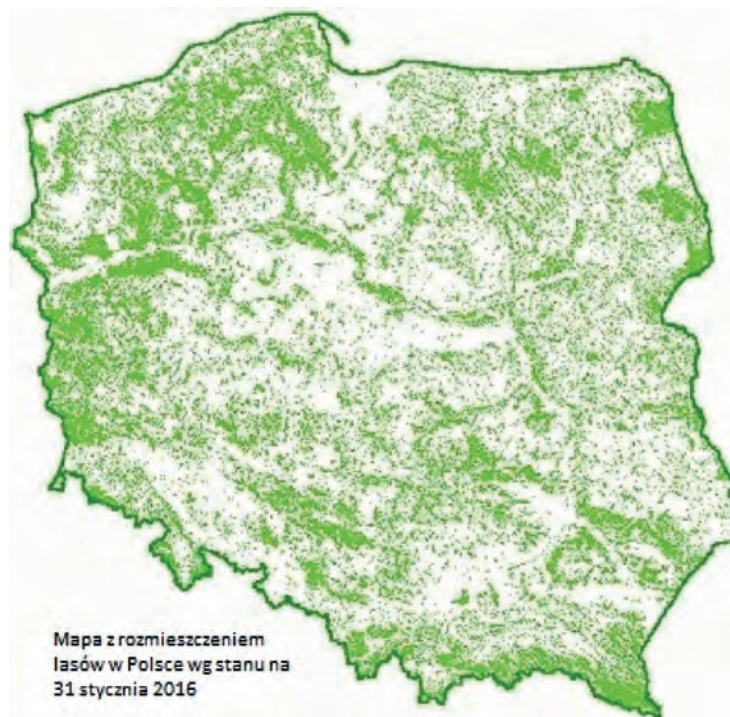 Mapa z rozmieszczeniem
lasów w Polsce wg stanu na
31 stycznia 2016